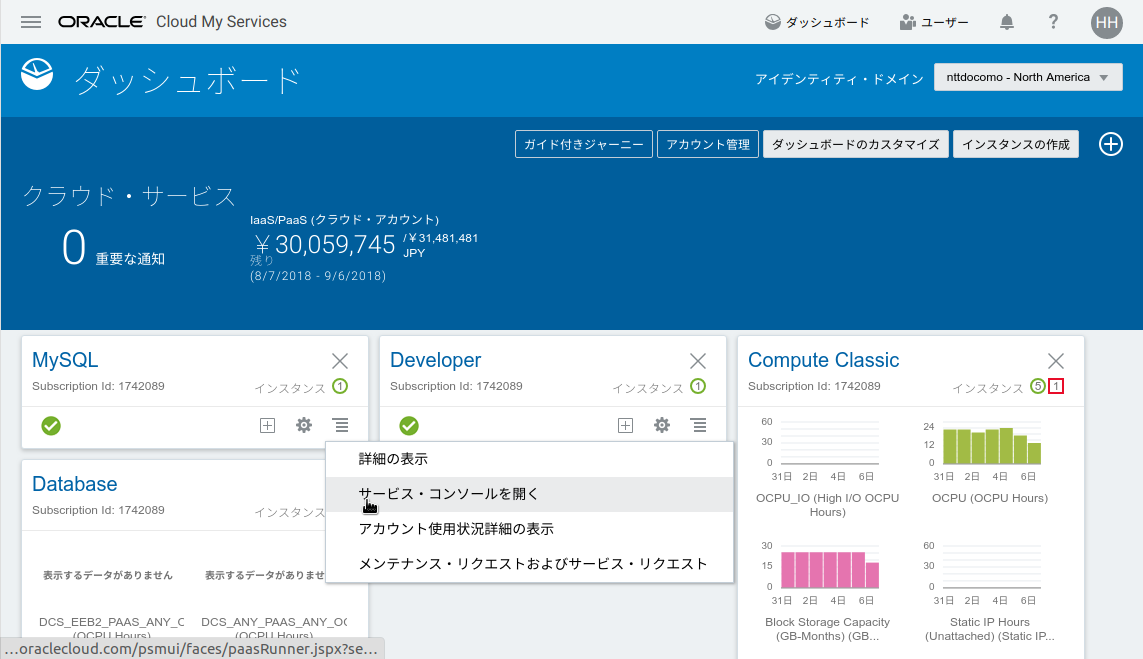 ORACLE Cloud My Services
ダッシュボード
ユーザー
?
HH
ダッシュボード
アイデンティティ・ドメイン
nttdocomo - North America
ガイド付きジャーニー
アカウント管理
ダッシュボードのカスタマイズ
インスタンスの作成
クラウド・サービス
0 重要な通知
IaaS/PaaS (クラウド・アカウント)
￥30,059,745 /￥31,481,481
JPY
残り
(8/7/2018 - 9/6/2018)
MySQL
Subscription Id: 1742089
インスタンス 1
Developer
Subscription Id: 1742089
インスタンス 1
Compute Classic
Subscription Id: 1742089
インスタンス 5 1
詳細の表示
サービス・コンソールを開く
アカウント使用状況詳細の表示
メンテナンス・リクエストおよびサービス・リクエスト
Database
Subscription Id: 1742089
インスタンス
表示するデータがありません
表示するデータがありませ
DCS_EEB2_PAAS_ANY_C
(OCPU Hours)
DCS_ANY_PAAS_ANY_OC
(OCPU Hours)
60
30
0
31日 2日 4日 6日
OCPU_IO (High I/O OCPU
Hours)
24
12
0
31日 2日 4日 6日
OCPU (OCPU Hours)
30
15
0
31日 2日 4日 6日
Block Storage Capacity
(GB-Months) (GB...
60
30
0
31日 2日 4日 6日
Static IP Hours
(Unattached) (Static IP...
...oraclecloud.com/psmui/faces/paasRunner.jspx?se...